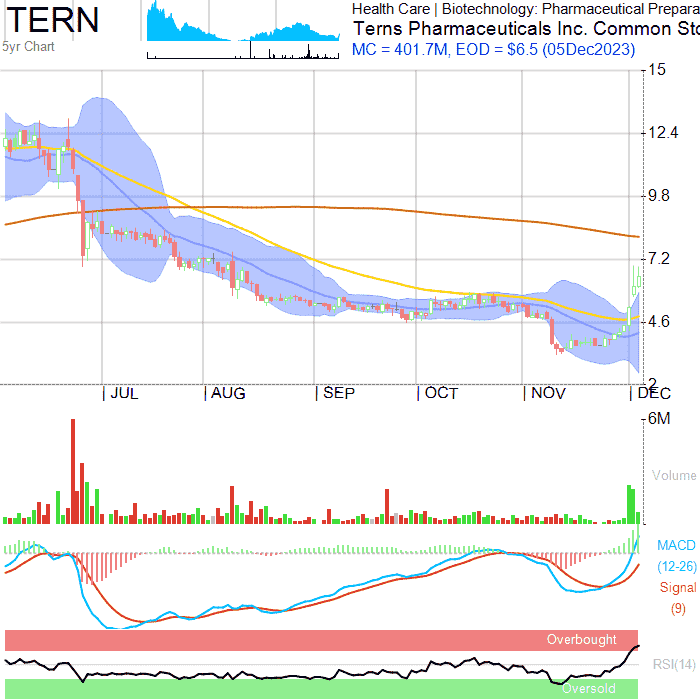 TERN
5yr Chart
Health Care | Biotechnology: Pharmaceutical Prepara
Terns Pharmaceuticals Inc. Common Sto
MC = 401.7M, EOD = $6.5 (05Dec2023)
15
12.4
9.8
7.2
4.6
2
JUL
AUG
SEP
OCT
NOV
DEC
6M
Volume
MACD
(12-26)
Signal
(9)
Overbought
RSI(14)
Oversold